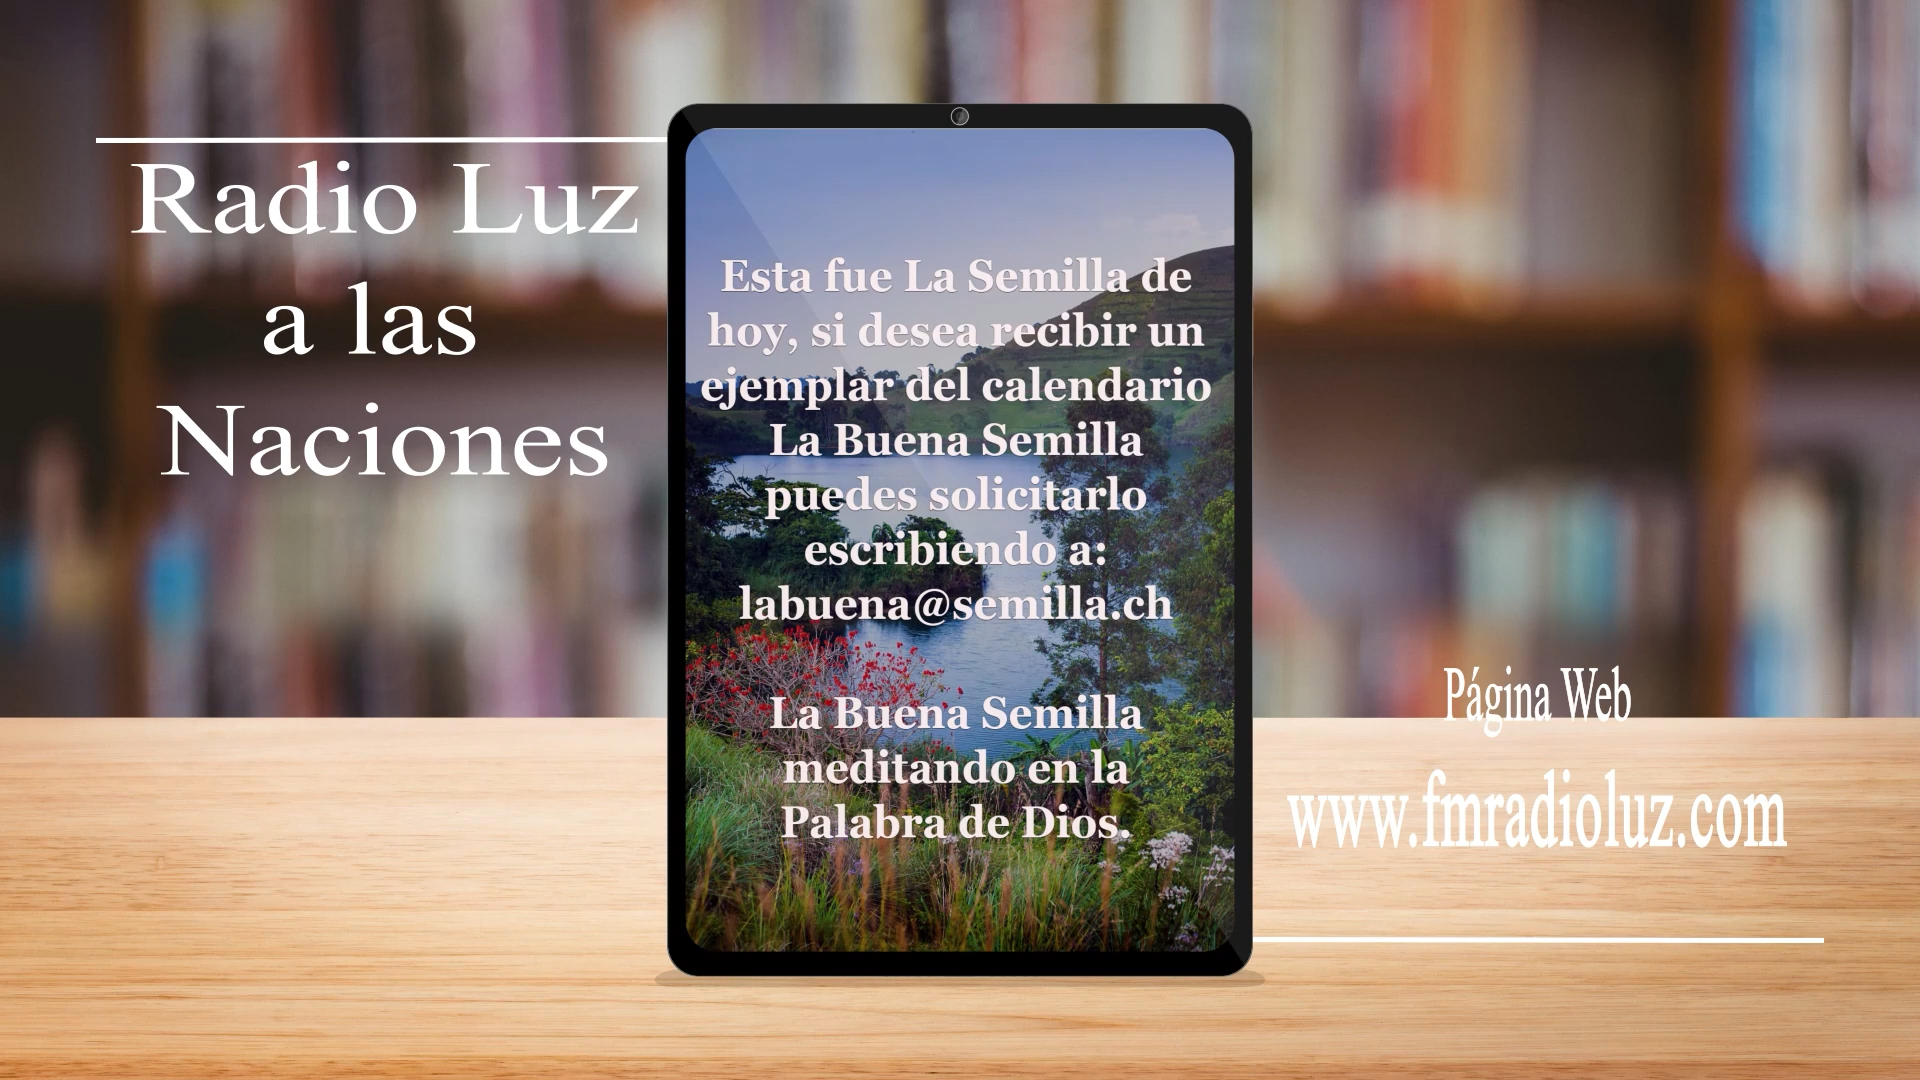 Radio Luz
a las
Naciones
Esta fue La Semilla de
hoy, si desea recibir un
ejemplar del calendario
La Buena Semilla
puedes solicitarlo
escribiendo a:
labuena@semilla.ch
La Buena Semilla
meditando en la
Palabra de Dios.
Página Web
www.fmradioluz.com